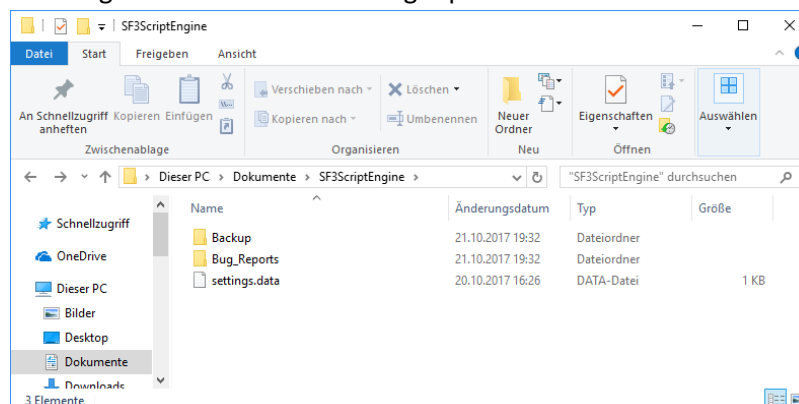 SF3ScriptEngine
Datei Start Freigeben Ansicht
An Schnellzugriff anheften
Kopieren
Einfügen
Zwischenablage
Verschieben nach
Kopieren nach
Löschen
Umbenennen
Organisieren
Neuer Ordner
Neu
Eigenschaften
Öffnen
Auswählen
Dieser PC > Dokumente > SF3ScriptEngine >
"SF3ScriptEngine" durchsuchen
Schnellzugriff
OneDrive
Dieser PC
Bilder
Desktop
Dokumente
Downloads
Name Änderungsdatum Typ Größe
Backup 21.10.2017 19:32 Dateiordner
Bug_Reports 21.10.2017 19:32 Dateiordner
settings.data 20.10.2017 16:26 DATA-Datei 1 KB
3 Elemente